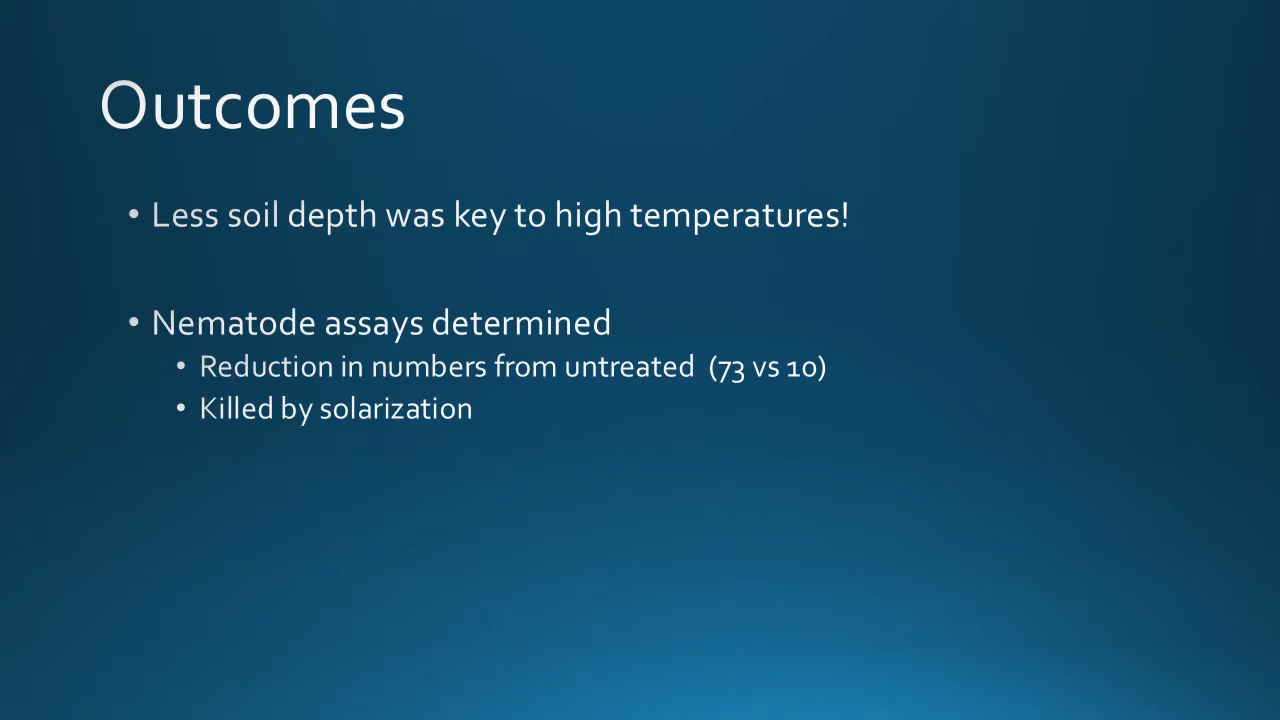 Outcomes
• Less soil depth was key to high temperatures!
• Nematode assays determined
• Reduction in numbers from untreated (73 vs 10)
• Killed by solarization